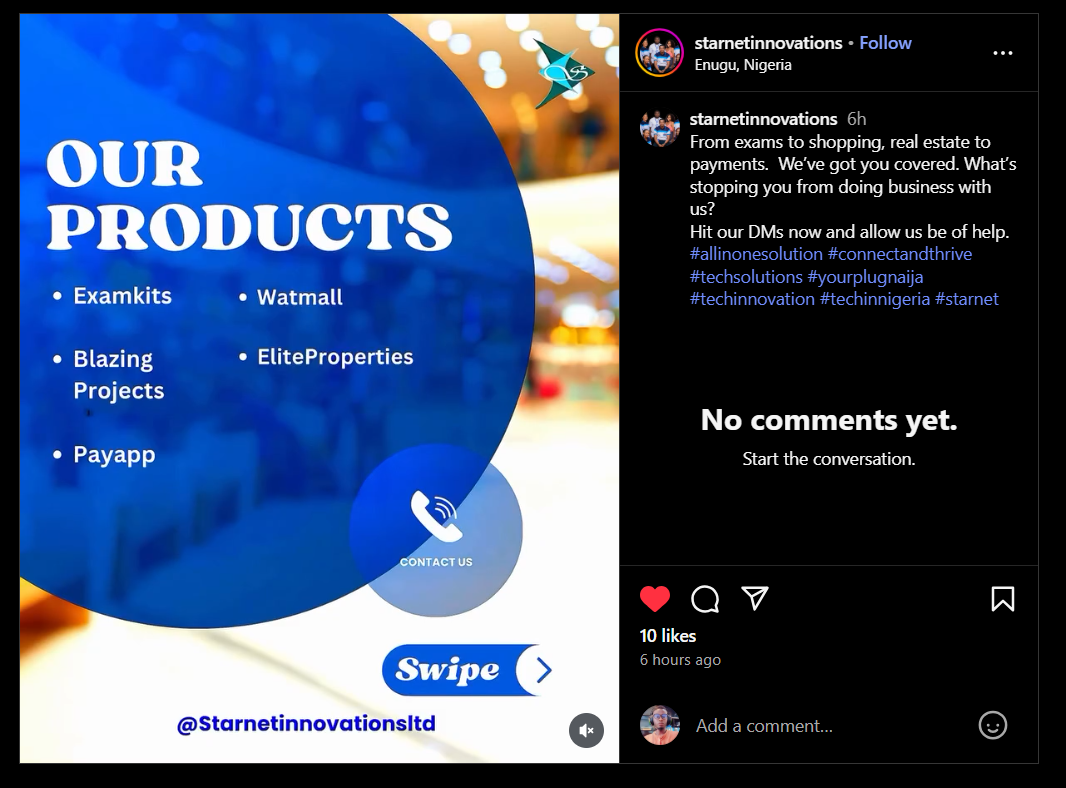 OUR
PRODUCTS
• Examkits
• Blazing
Projects
• Payapp
• Watmall
• EliteProperties
CONTACT US
Swipe
@Starnetinnovationsltd
starnetinnovations • Follow
Enugu, Nigeria
starnetinnovations 6h
From exams to shopping, real estate to
payments. We’ve got you covered. What’s
stopping you from doing business with
us?
Hit our DMs now and allow us be of help.
#allinonesolution #connectandthrive
#techsolutions #yourplugnaija
#techinnovation #techinnigeria #starnet
No comments yet.
Start the conversation.
10 likes
6 hours ago
Add a comment...